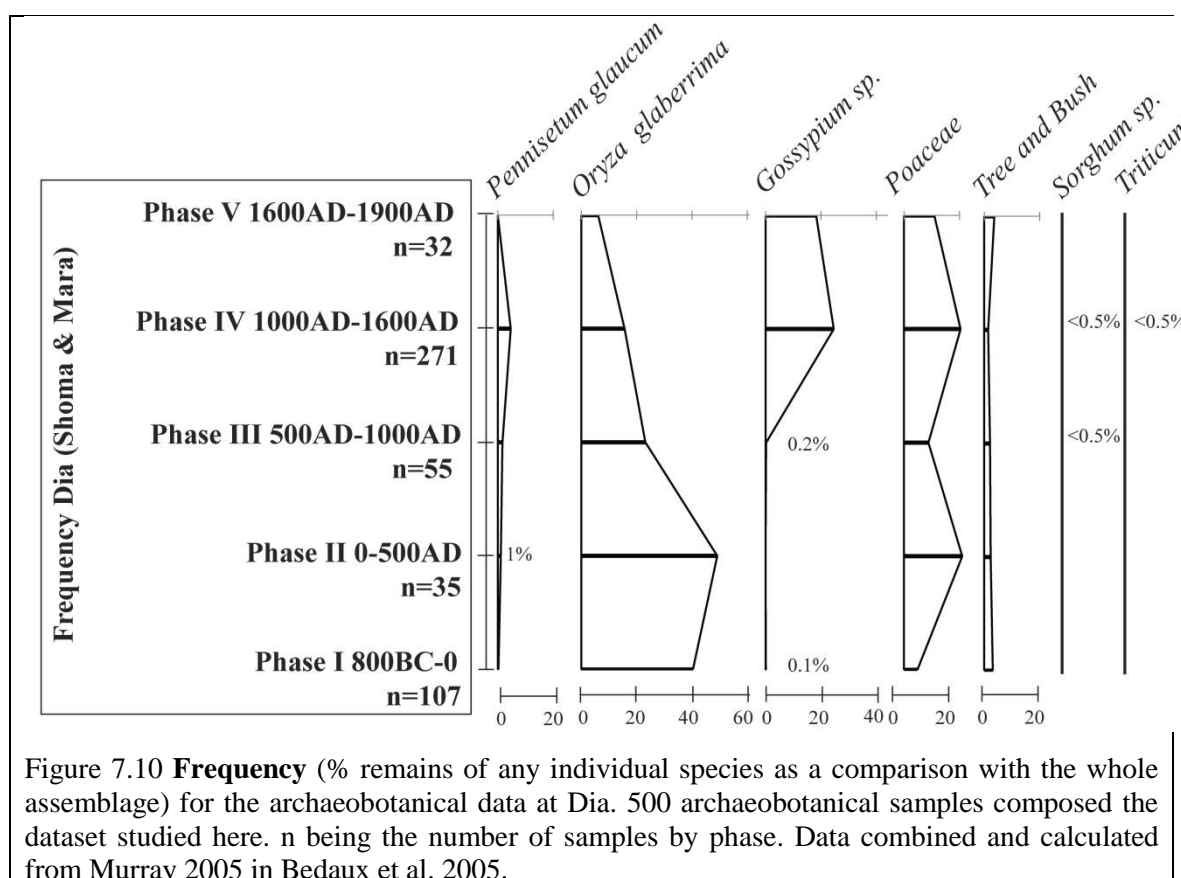 Pennisetum glaucum
Oryza glaberrima
Gossypium sp.
Poaceae
Tree and Bush
Sorghum sp.
Triticum
Frequency Dia (Shoma & Mara)
Phase V 1600AD-1900AD
n=32
Phase IV 1000AD-1600AD
n=271
<0.5% <0.5%
Phase III 500AD-1000AD
n=55
0.2% <0.5%
Phase II 0-500AD
n=35
1%
Phase I 800BC-0
n=107
0.1%
0 20 0 20 40 60 0 20 40 0 20 0 20
Figure 7.10 Frequency (% remains of any individual species as a comparison with the whole
assemblage) for the archaeobotanical data at Dia. 500 archaeobotanical samples composed the
dataset studied here. n being the number of samples by phase. Data combined and calculated
from Murray 2005 in Bedaux et al. 2005.